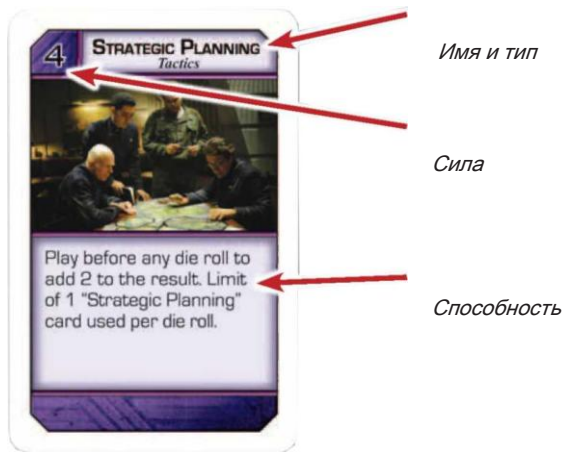 4
STRATEGIC PLANNING
Tactics
Имя и тип
Сила
Play before any die roll to
add 2 to the result. Limit
of 1 "Strategic Planning"
card used per die roll.
Способность